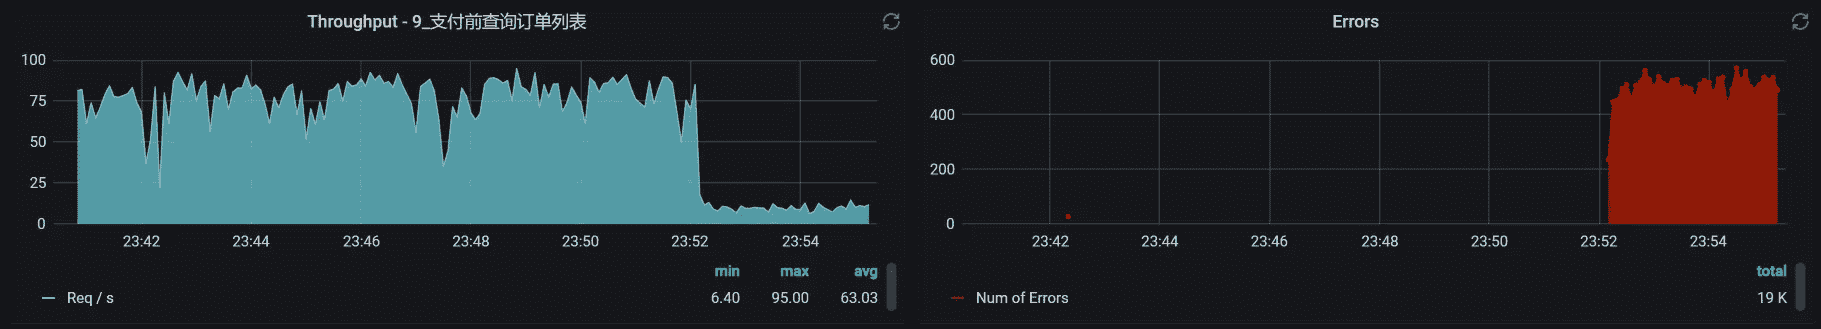 Throughput - 9_支付前查询订单列表
100
75
50
25
0
23:42 23:44 23:46 23:48 23:50 23:52 23:54
min max avg
Req / s 6.40 95.00 63.03
Errors
600
400
200
0
23:42 23:44 23:46 23:48 23:50 23:52 23:54
total
Num of Errors 19 K